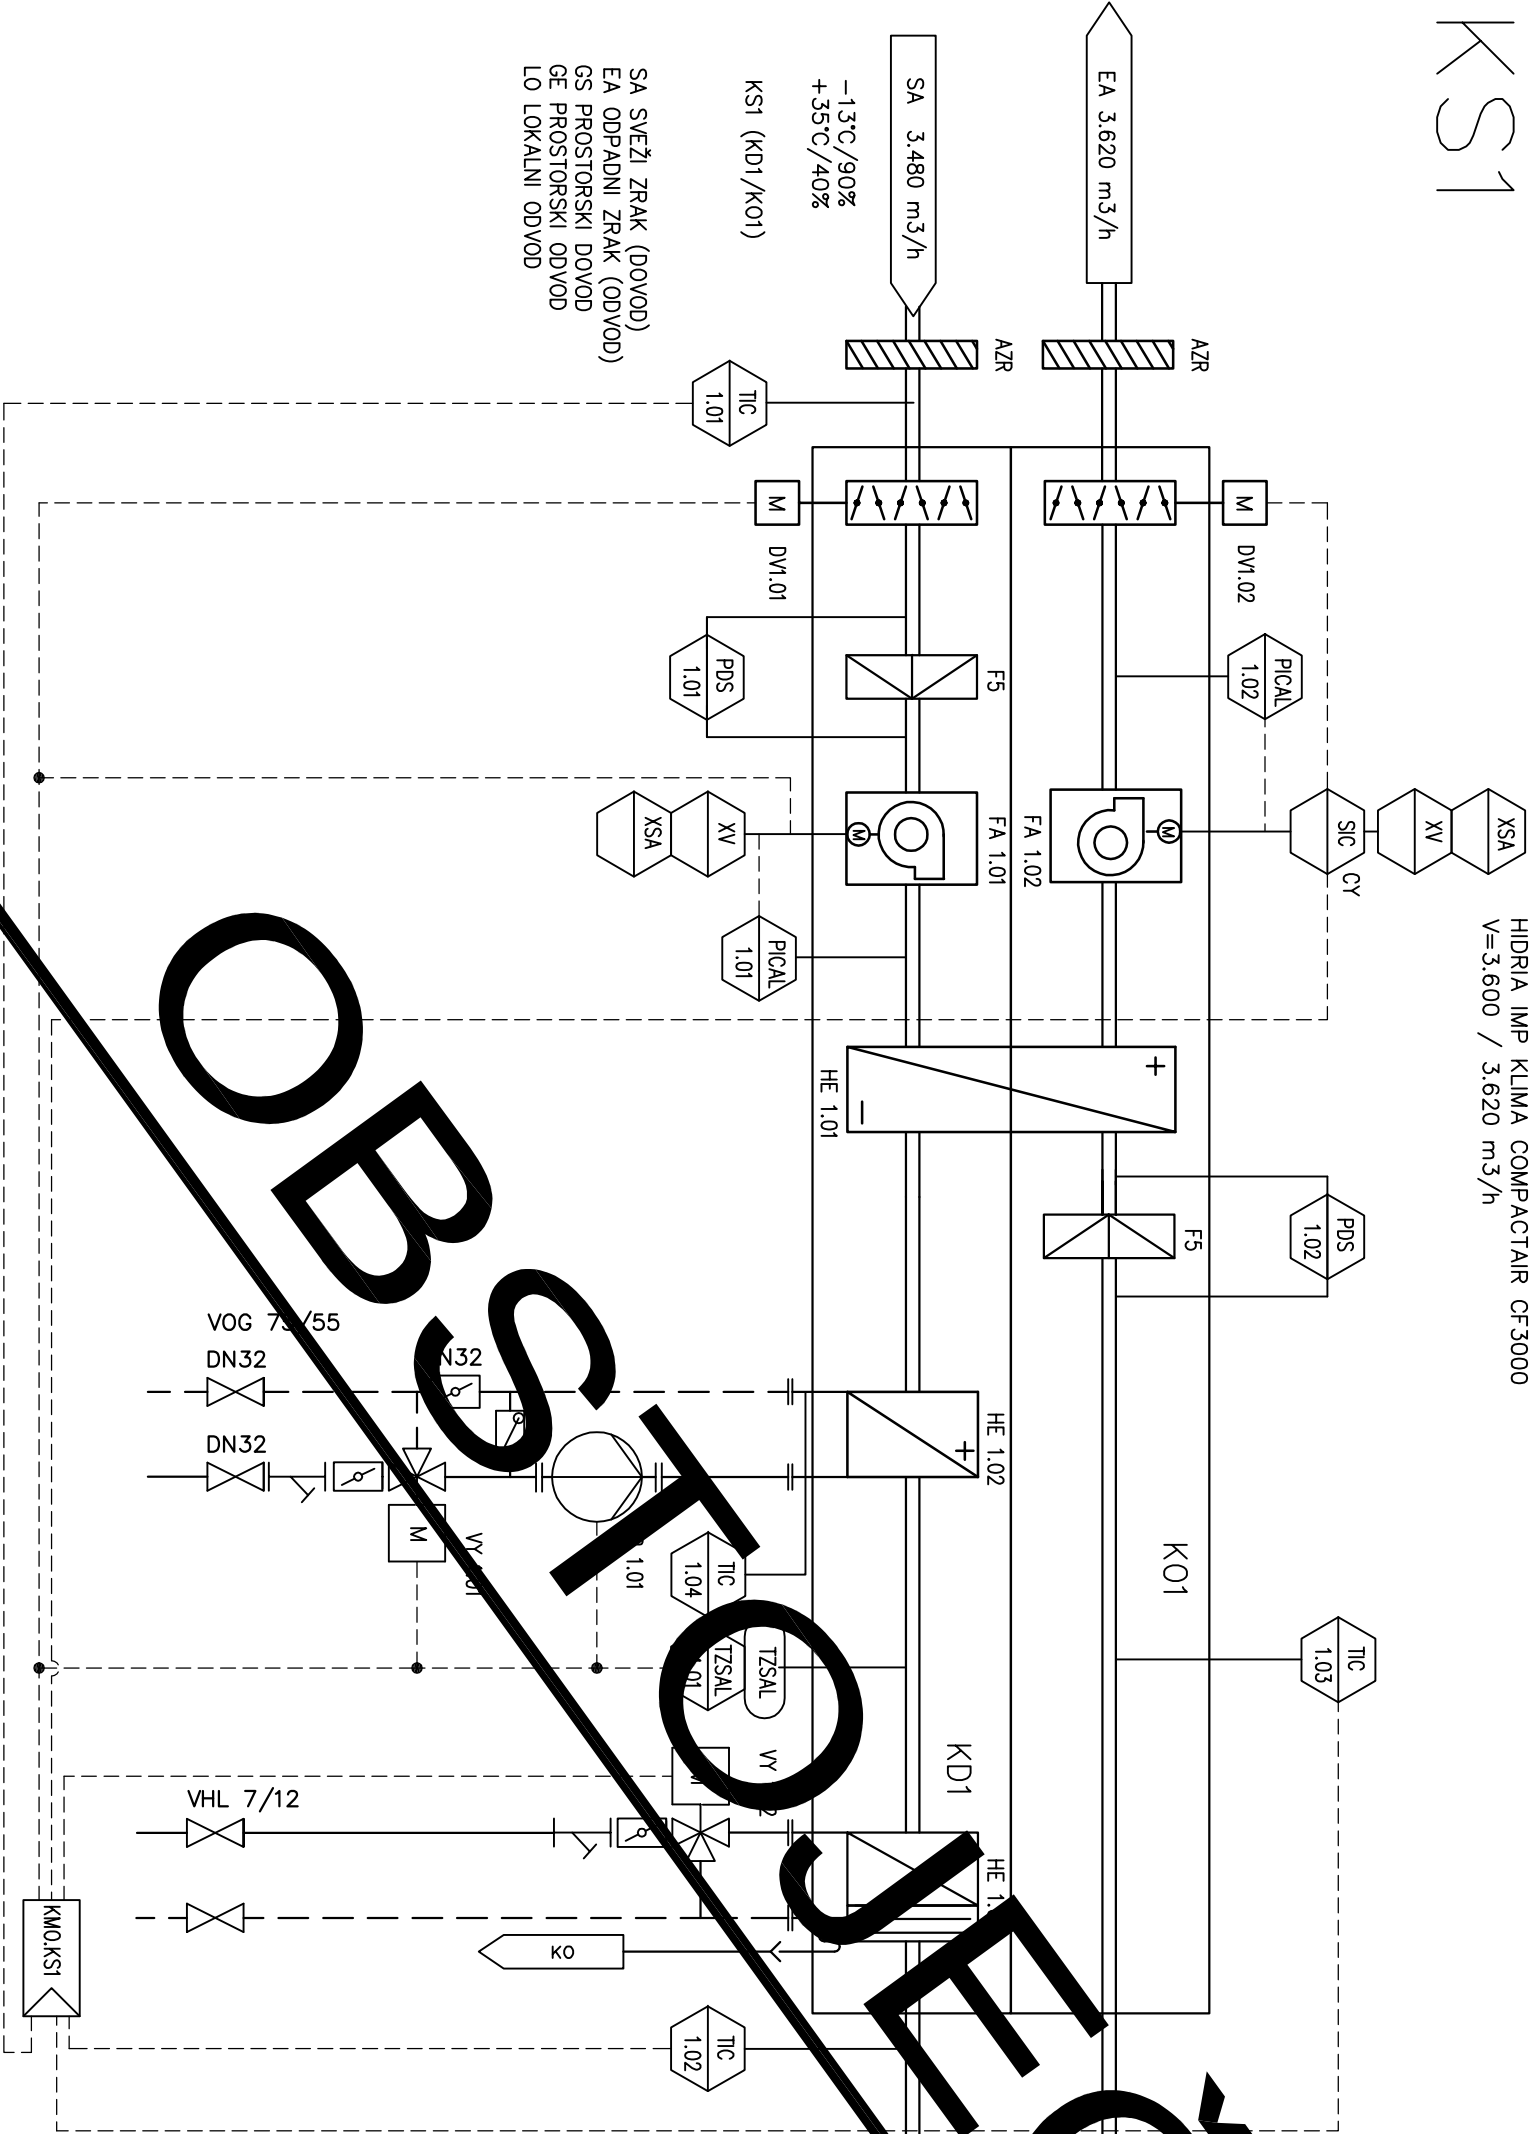 KS1
HIDRIA IMP KLIMA COMPACTAIR CF3000
V=3.600 / 3.620 m3/h
XSA
XV
SIC
CY
TIC
1.03
PDS
1.02
PICAL
1.02
M
DV1.02
AZR
F5
KO1
EA 3.620 m3/h
M
FA 1.02
AZR
F5
FA 1.01
HE 1.02
KD1
SA 3.480 m3/h
M
HE 1.01
-13°C/90%
+35°C/40%
KS1 (KD1/KO1)
M
DV1.01
PICAL
1.01
TZSAL
TIC
1.01
PDS
1.01
XV
XSA
TIC
1.04
TZSAL
TIC
1.02
SA SVEŽI ZRAK (DOVOD)
EA ODPADNI ZRAK (ODVOD)
GS PROSTORSKI DOVOD
GE PROSTORSKI ODVOD
LO LOKALNI ODVOD
DN32
DN32
M
KO
VHL 7/12
KMO.KS1
OBSTOJEČ